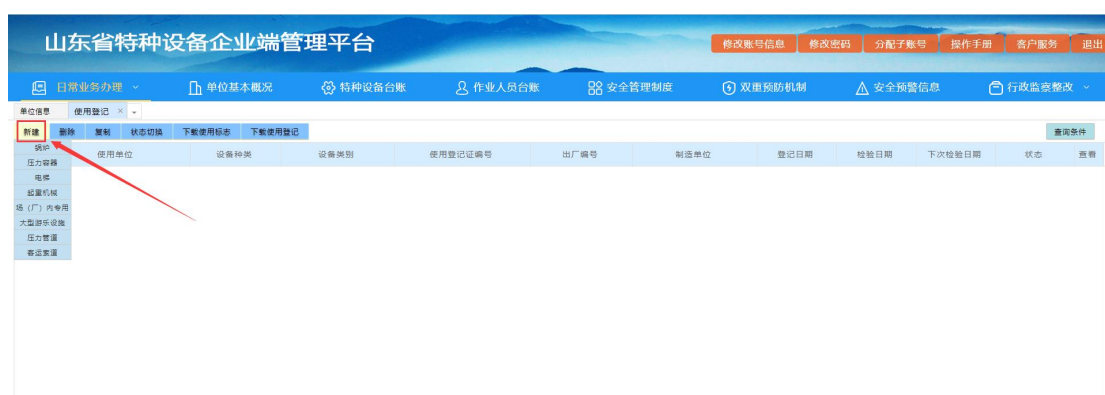 山东省特种设备企业端管理平台
修改账号信息 修改密码 分配子账号 操作手册 客户服务 退出
日常业务办理 单位基本概况 特种设备台账 作业人员台账 安全管理制度 双重预防机制 安全预警信息 行政监察整改
单位信息 使用登记
新建 删除 复制 状态切换 下载使用标志 下载使用登记 查询条件
使用单位 设备种类 设备类别 使用登记证编号 出厂编号 制造单位 登记日期 检验日期 下次检验日期 状态 查看
锅炉
压力容器
电梯
起重机械
场（厂）内专用
大型游乐设施
压力管道
客运索道